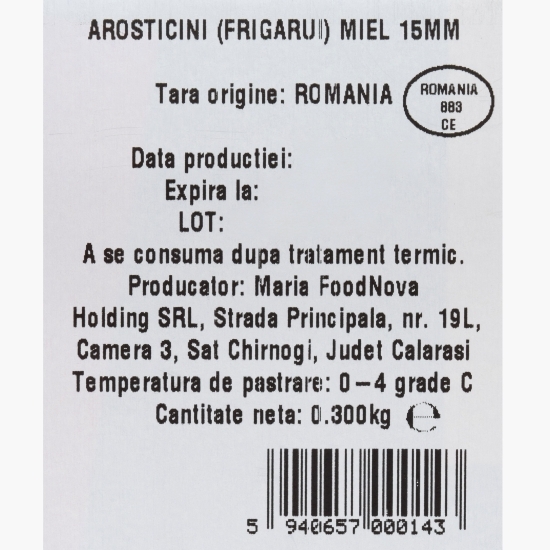 AROSTICINI (FRIGARUI) MIEL 15MM
Tara origine: ROMANIA
ROMANIA
883
CE
Data productiei:
Expira la:
LOT:
A se consuma dupa tratament termic.
Producator: Maria FoodNova
Holding SRL, Strada Principala, nr. 19L,
Camera 3, Sat Chirnogi, Judet Calarasi
Temperatura de pastrare: 0-4 grade C
Cantitate neta: 0.300kg e
5 940657 000143